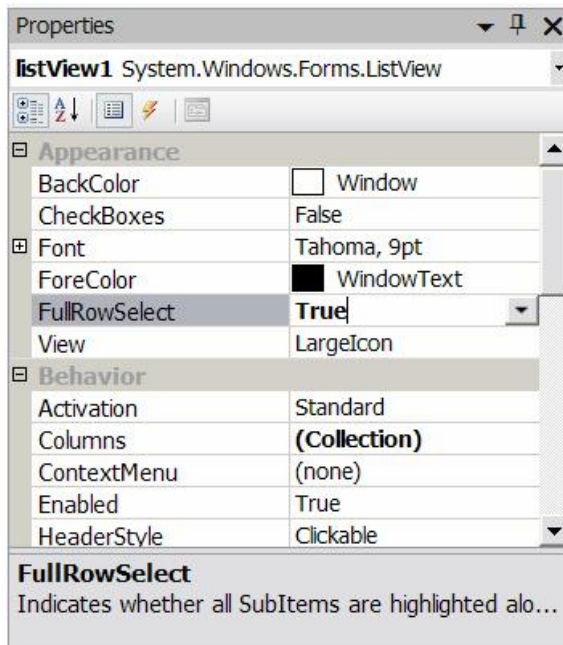 Properties
listView1 System.Windows.Forms.ListView
Appearance
BackColor Window
CheckBoxes False
Font Tahoma, 9pt
ForeColor WindowText
FullRowSelect True
View LargeIcon
Behavior
Activation Standard
Columns (Collection)
ContextMenu (none)
Enabled True
HeaderStyle Clickable
FullRowSelect
Indicates whether all SubItems are highlighted alo...